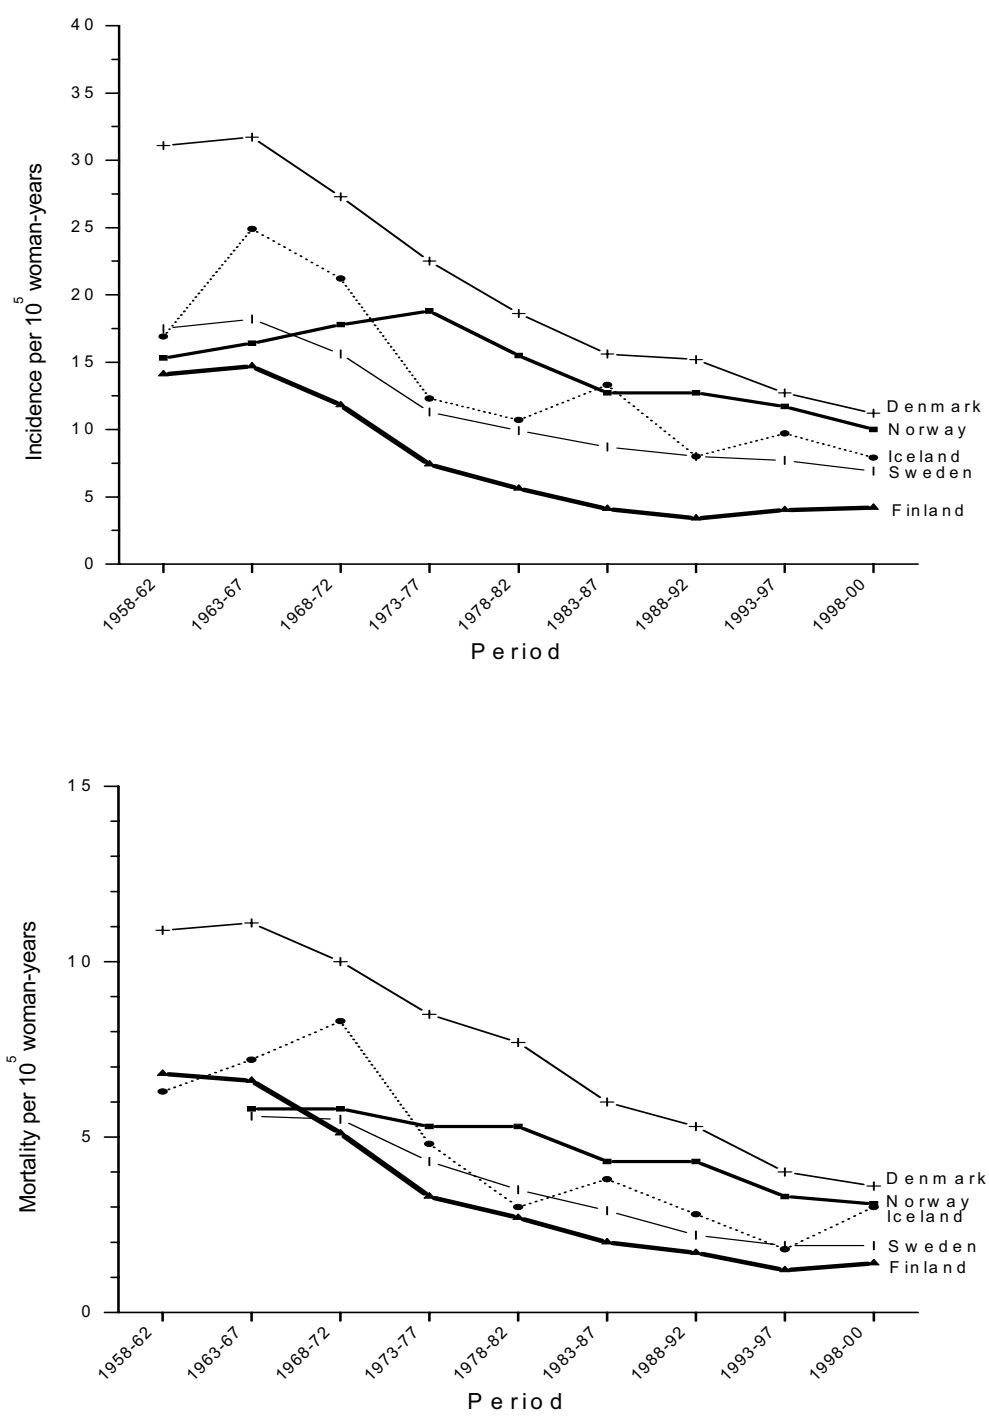 40
35
30
25
20
15
10
5
0
Incidence per 10⁵ woman-years
Denmark
Norway
Iceland
Sweden
Finland
1958-62
1963-67
1968-72
1973-77
1978-82
1983-87
1988-92
1993-97
1998-00
Period
15
10
5
0
Mortality per 10⁵ woman-years
Denmark
Norway
Iceland
Sweden
Finland
1958-62
1963-67
1968-72
1973-77
1978-82
1983-87
1988-92
1993-97
1998-00
Period